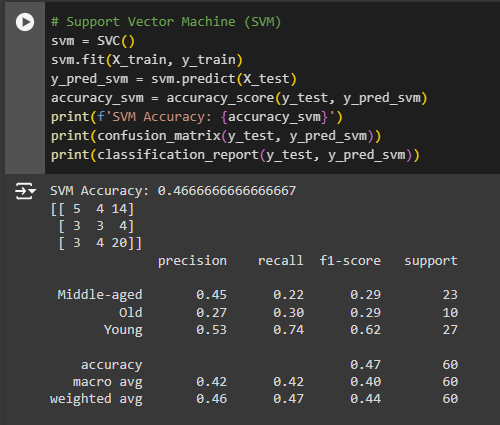 # Support Vector Machine (SVM)
svm = SVC()
svm.fit(X_train, y_train)
y_pred_svm = svm.predict(X_test)
accuracy_svm = accuracy_score(y_test, y_pred_svm)
print(f'SVM Accuracy: {accuracy_svm}')
print(confusion_matrix(y_test, y_pred_svm))
print(classification_report(y_test, y_pred_svm))
SVM Accuracy: 0.4666666666666667
[[ 5  4 14]
 [ 3  3  4]
 [ 3  4 20]]
              precision    recall  f1-score   support

 Middle-aged       0.45      0.22      0.29        23
         Old       0.27      0.30      0.29        10
       Young       0.53      0.74      0.62        27

    accuracy                           0.47        60
   macro avg       0.42      0.42      0.40        60
weighted avg       0.46      0.47      0.44        60